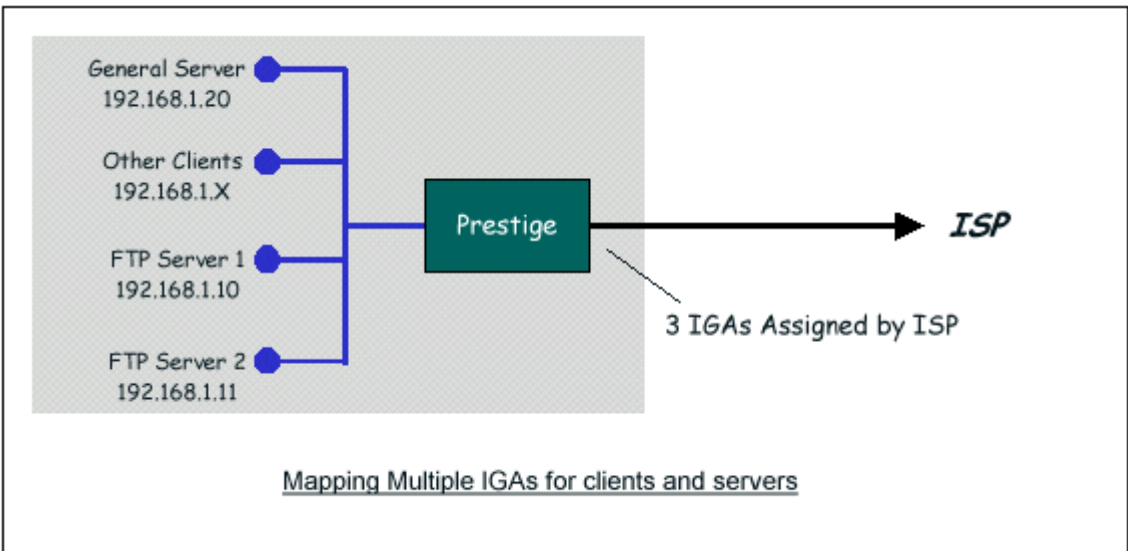 General Server
192.168.1.20
Other Clients
192.168.1.X
FTP Server 1
192.168.1.10
FTP Server 2
192.168.1.11
Prestige
ISP
3 IGAs Assigned by ISP
Mapping Multiple IGAs for clients and servers